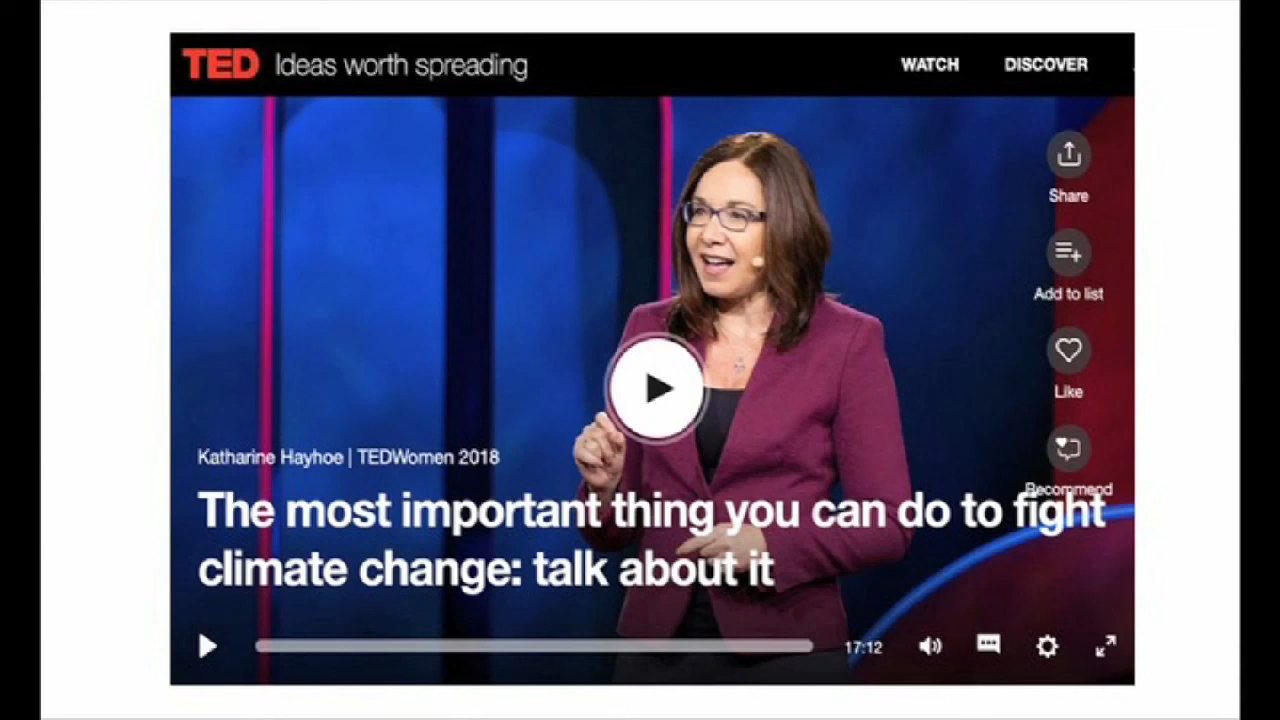 TED Ideas worth spreading WATCH DISCOVER
Share
Add to list
Like
Katharine Hayhoe | TEDWomen 2018
Recommend
The most important thing you can do to fight
climate change: talk about it
17:12